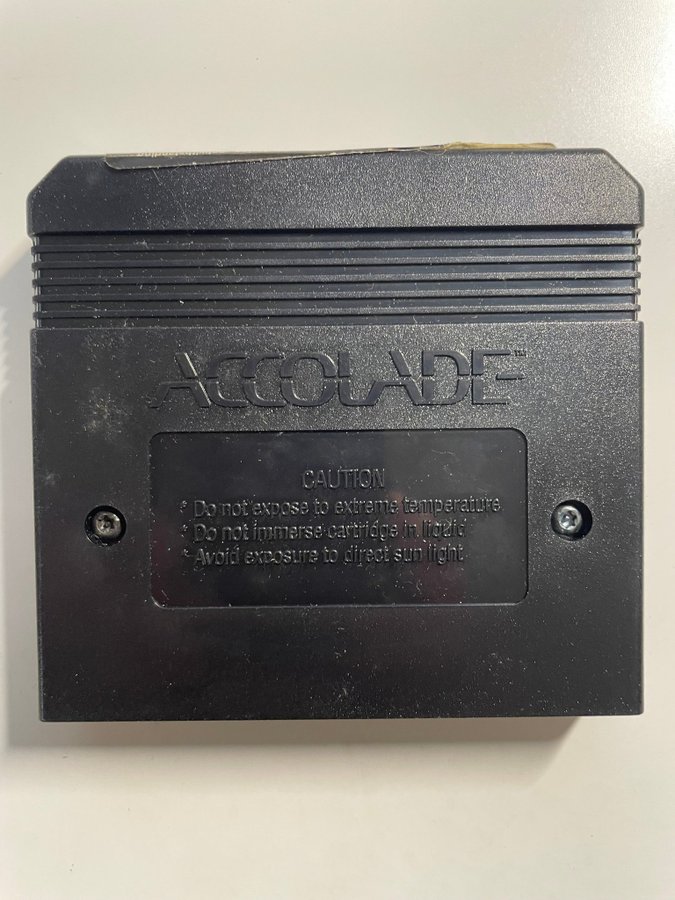 ACCOLADE™
CAUTION
* Do not expose to extreme temperature
* Do not immerse cartridge in liquid
* Avoid exposure to direct sun light